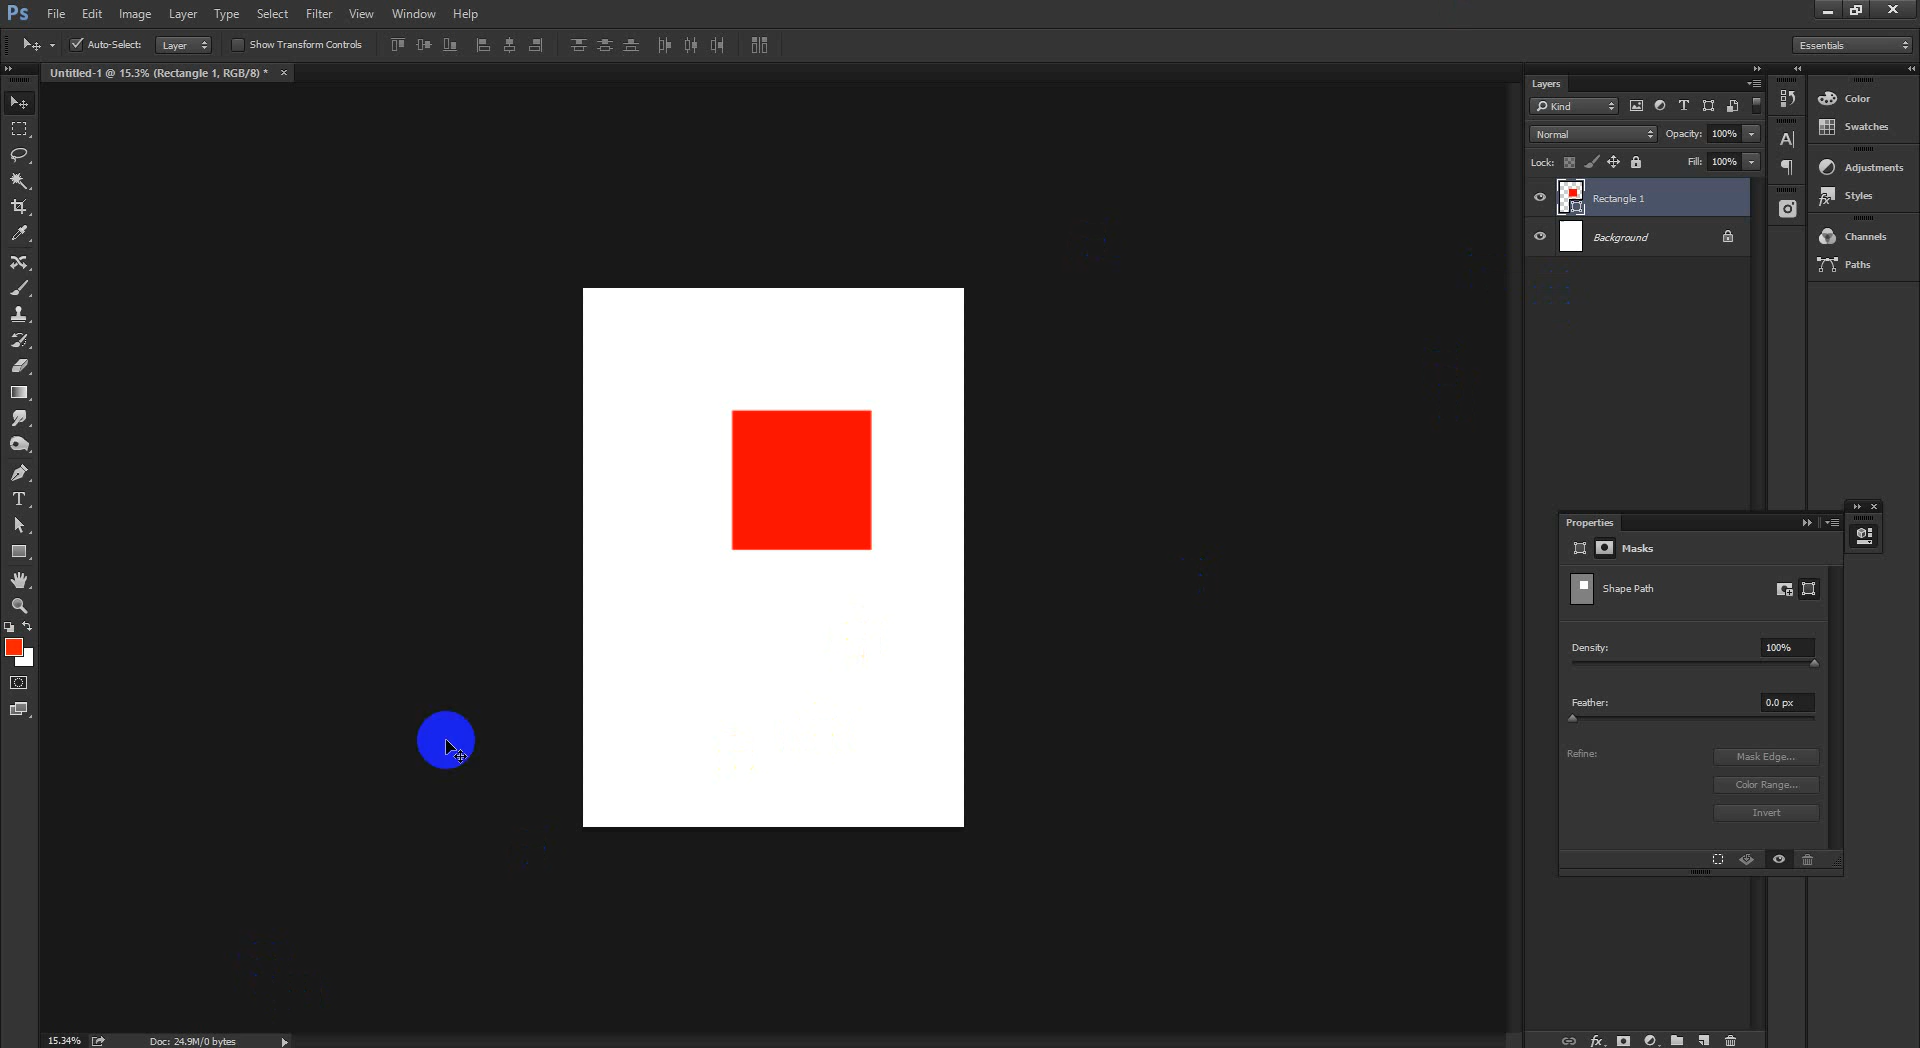 Ps File Edit Image Layer Type Select Filter View Window Help
Auto-Select: Layer Show Transform Controls Essentials
Untitled-1 @ 15.3% (Rectangle 1, RGB/8) * ×
Layers
Kind
Normal Opacity: 100%
Lock: Fill: 100%
Rectangle 1
Background
Color
Swatches
Adjustments
Styles
Channels
Paths
Properties
Masks
Shape Path
Density: 100%
Feather: 0.0 px
Refine: Mask Edge...
Color Range...
Invert
15.34% Doc: 24.9M/0 bytes